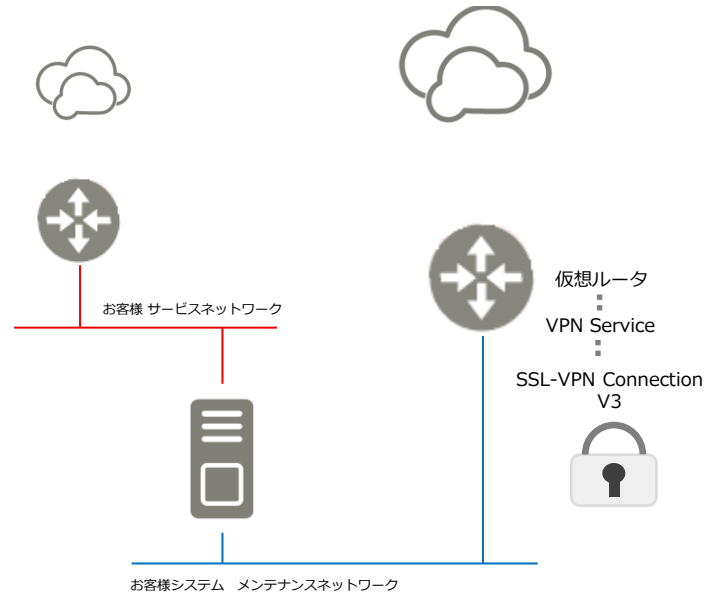 仮想ルータ
お客様 サービスネットワーク
VPN Service
SSL-VPN Connection
V3
お客様システム　メンテナンスネットワーク